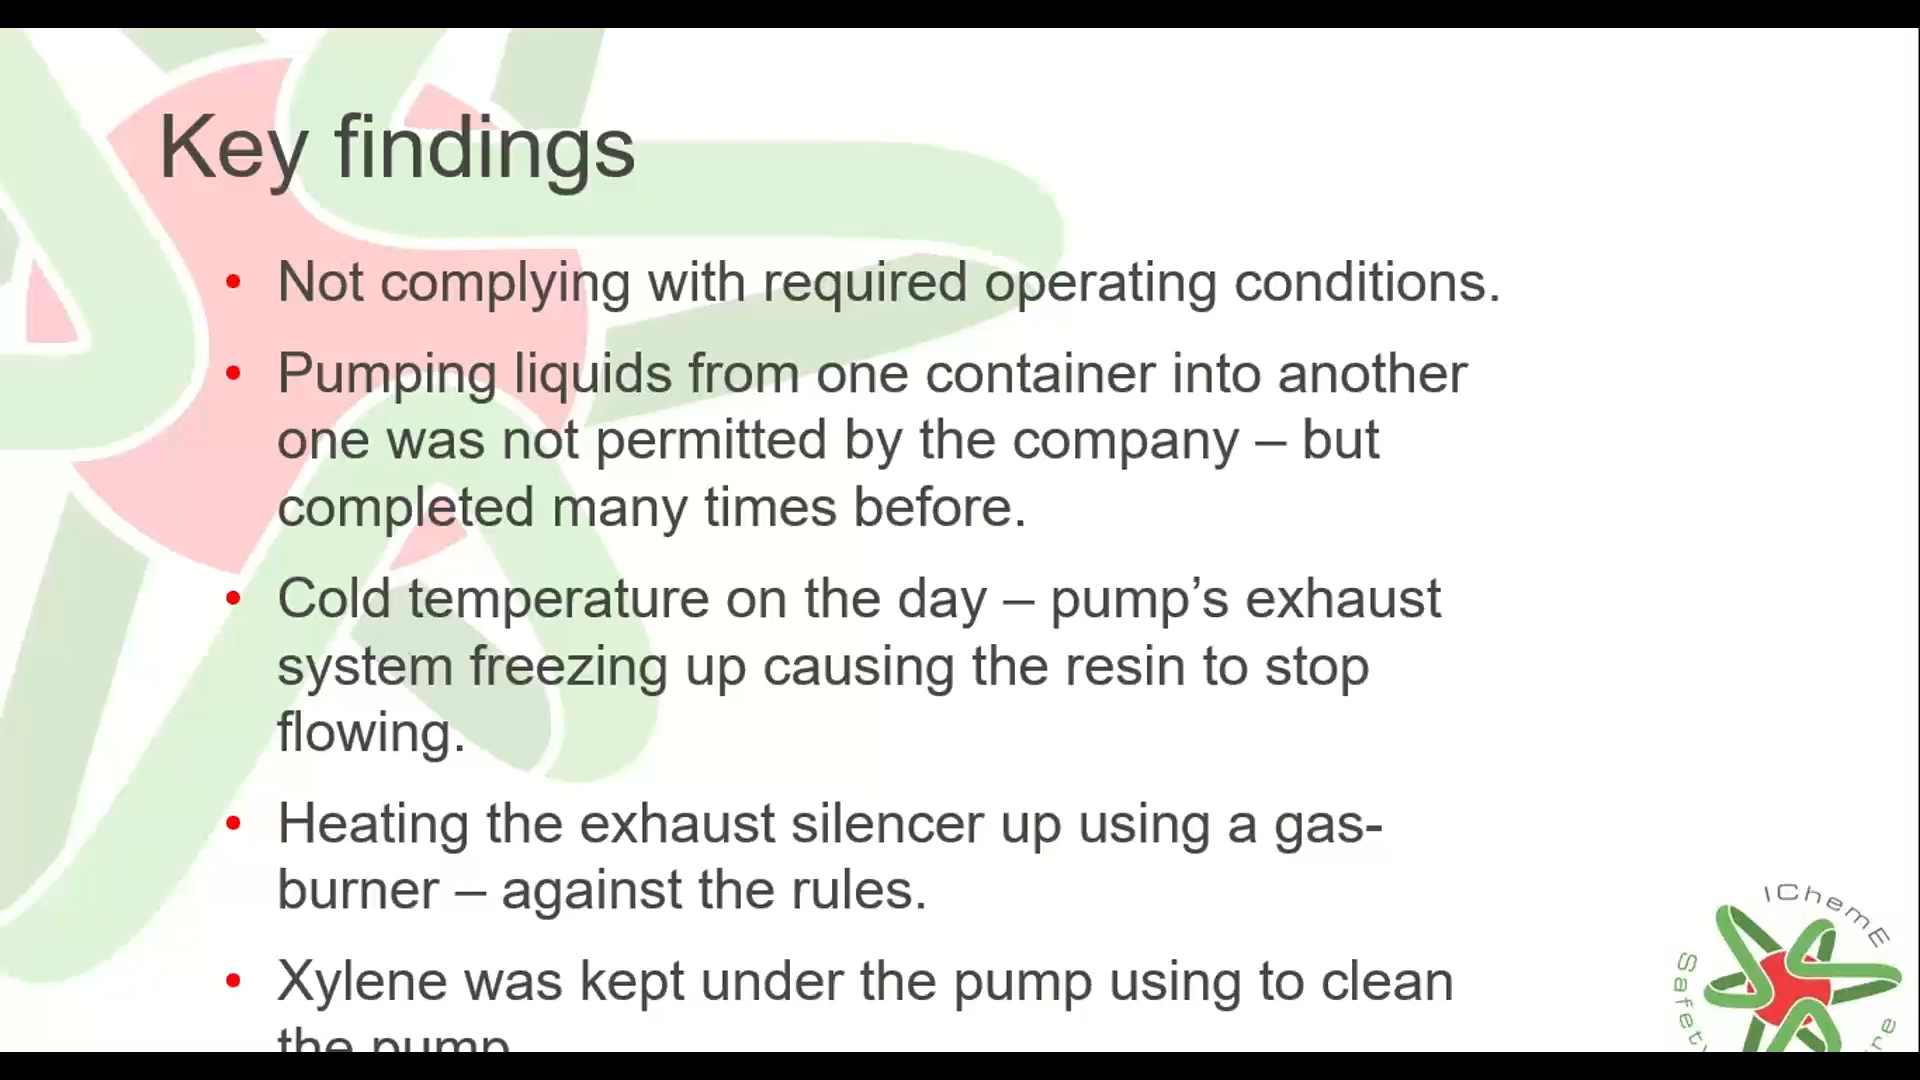 Key findings
• Not complying with required operating conditions.
• Pumping liquids from one container into another
one was not permitted by the company – but
completed many times before.
• Cold temperature on the day – pump’s exhaust
system freezing up causing the resin to stop
flowing.
• Heating the exhaust silencer up using a gas-
burner – against the rules.
• Xylene was kept under the pump using to clean
the pump
IChemE
Safety